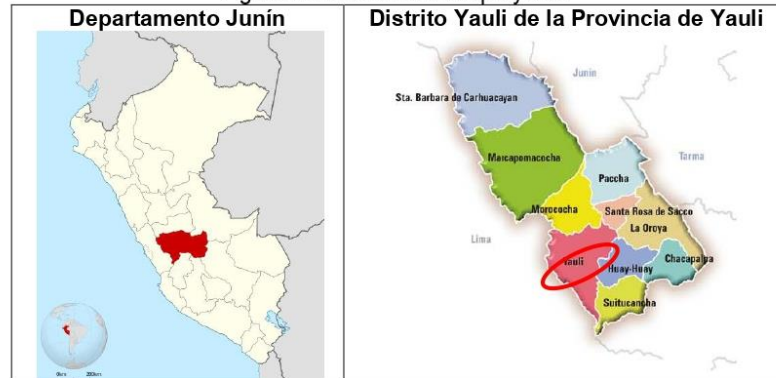 Departamento Junín
Distrito Yauli de la Provincia de Yauli
Junin
Sta. Barbara de Carhuacayan
Marcapomacocha
Tarma
Paccha
Morococha
Santa Rosa de Sacco
La Oroya
Lima
Yauli
Huay-Huay
Chacapalpa
Suitucancha